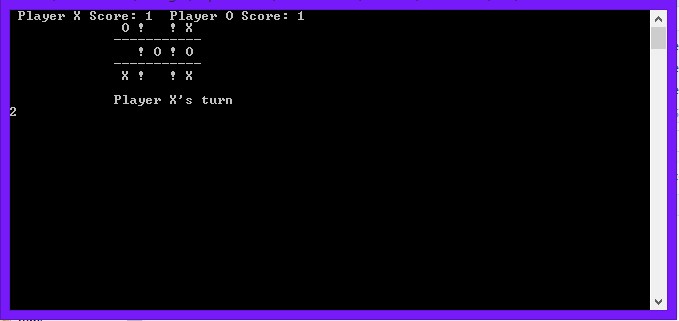 Player X Score: 1  Player O Score: 1
O !   ! X
-----------
  ! O ! O
-----------
X !   ! X
Player X's turn
2